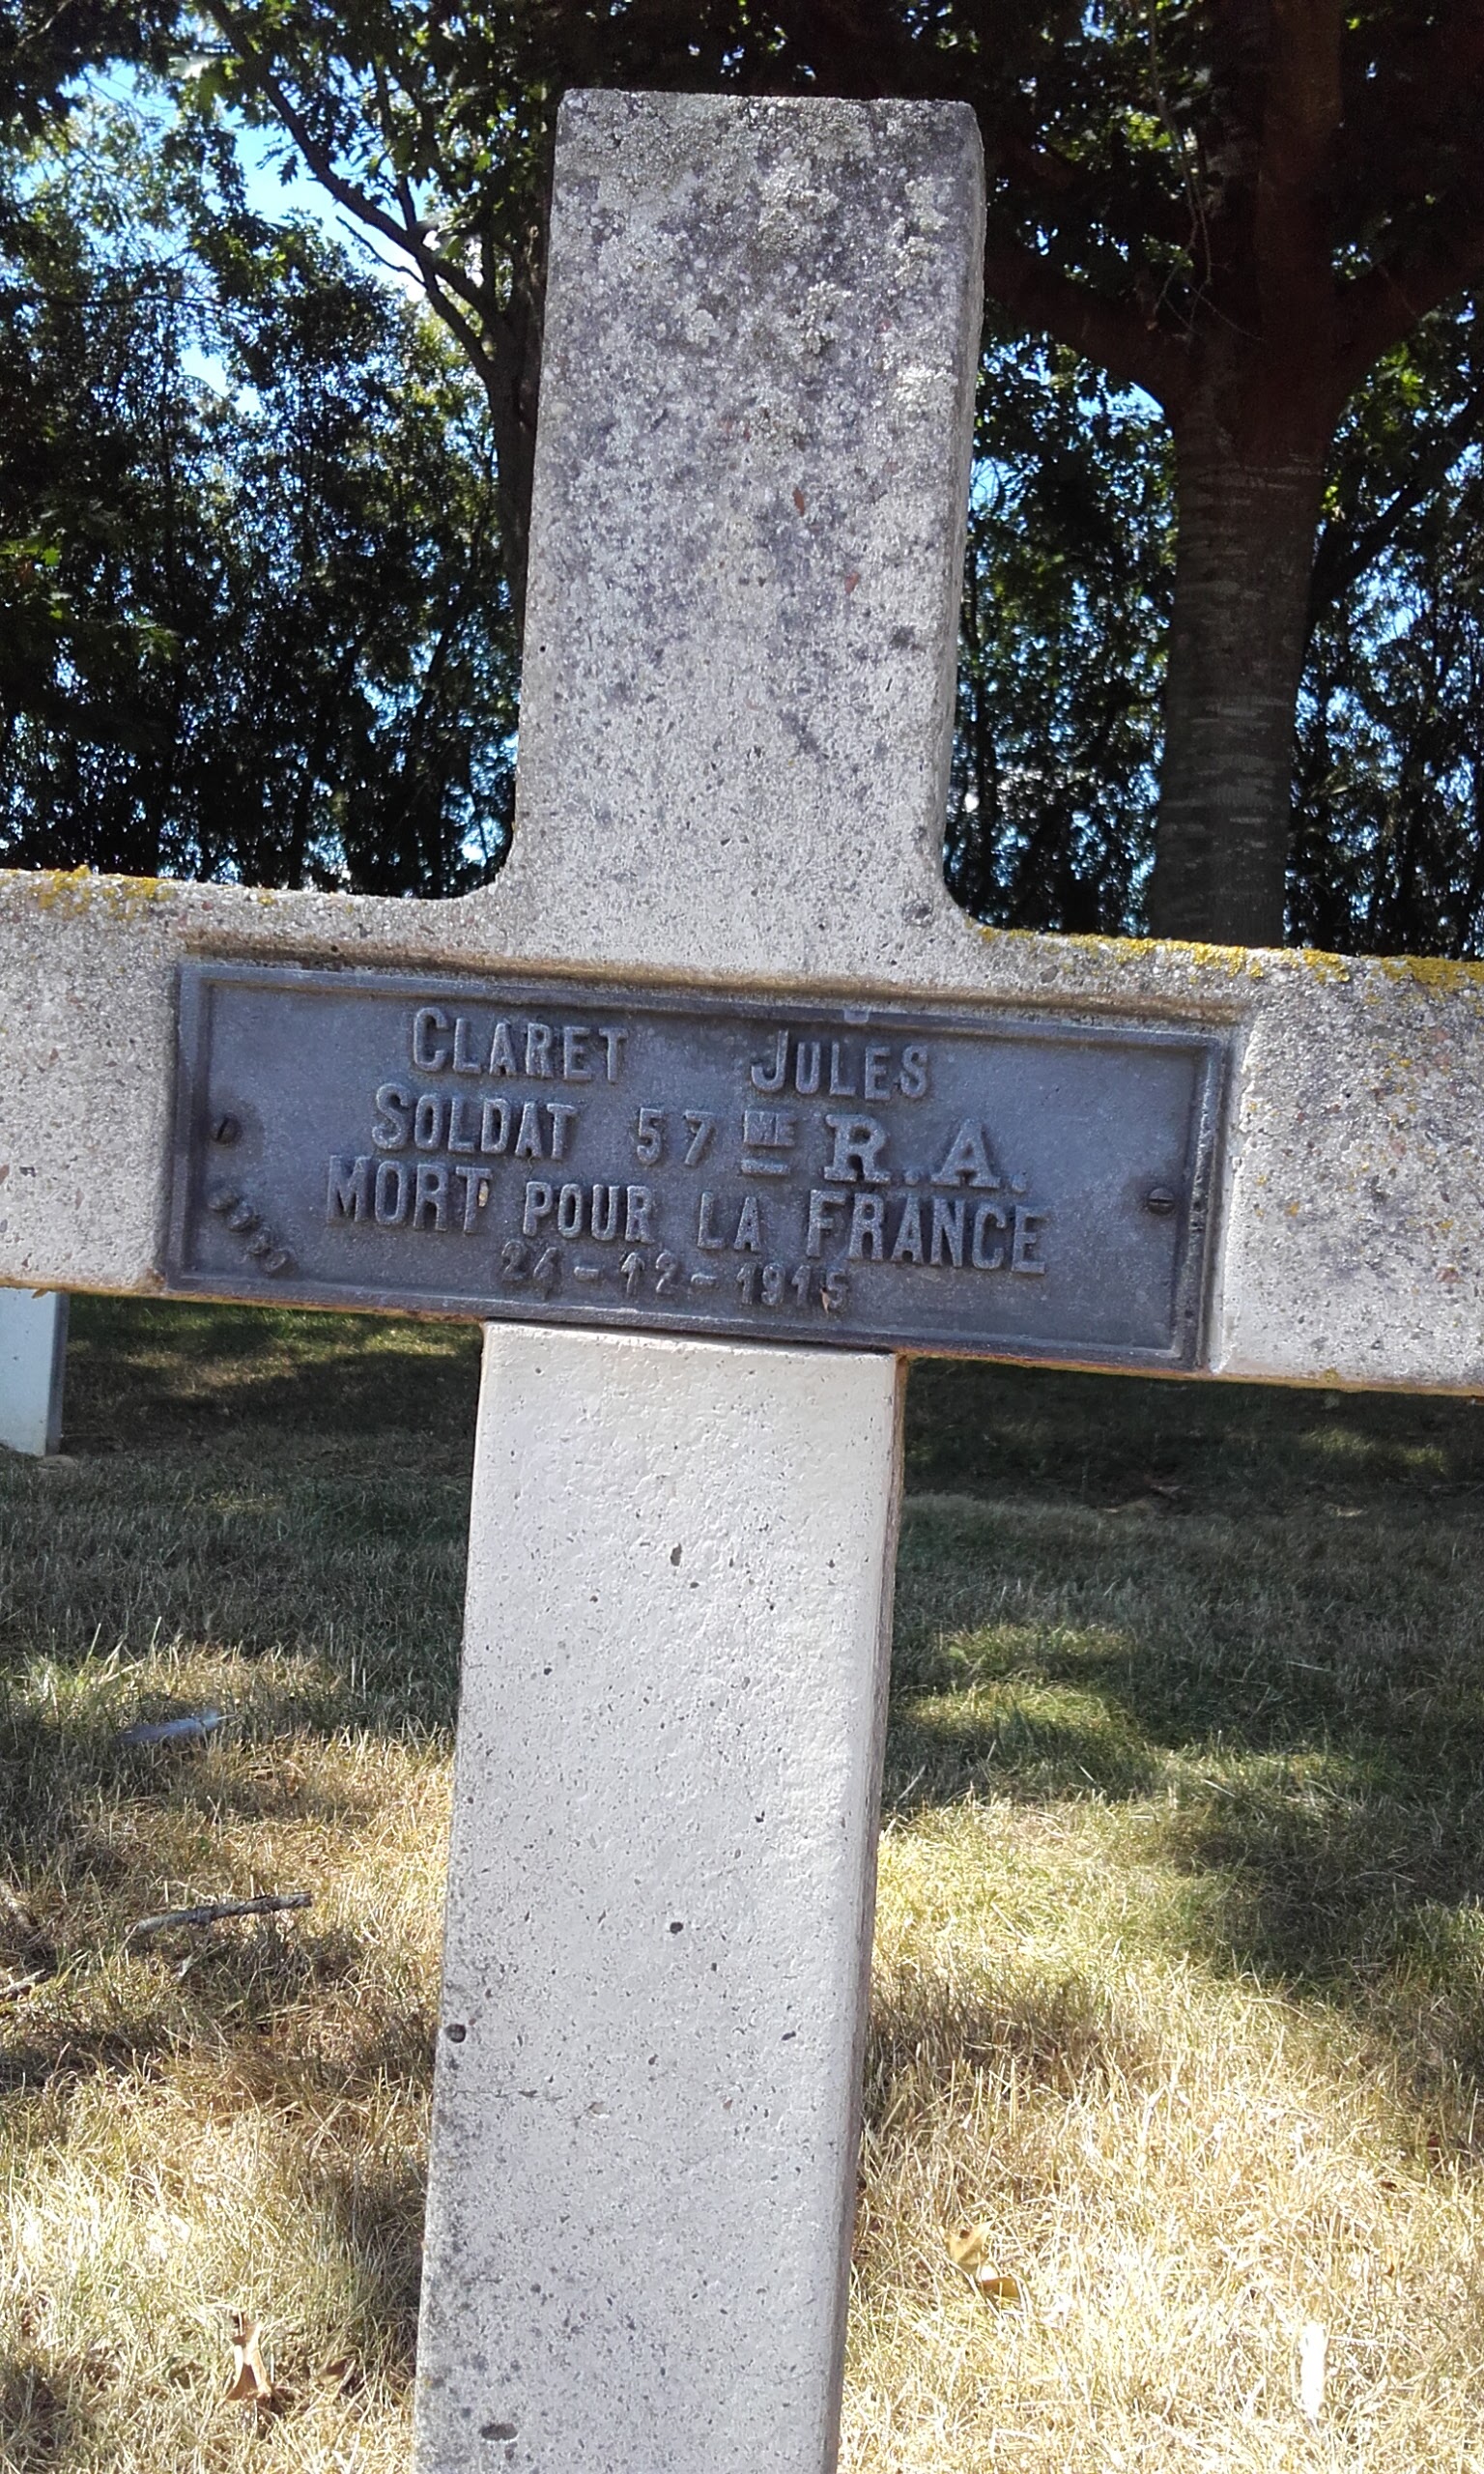 CLARET JULES
SOLDAT 57ME R.A.
MORT POUR LA FRANCE
24-12-1915